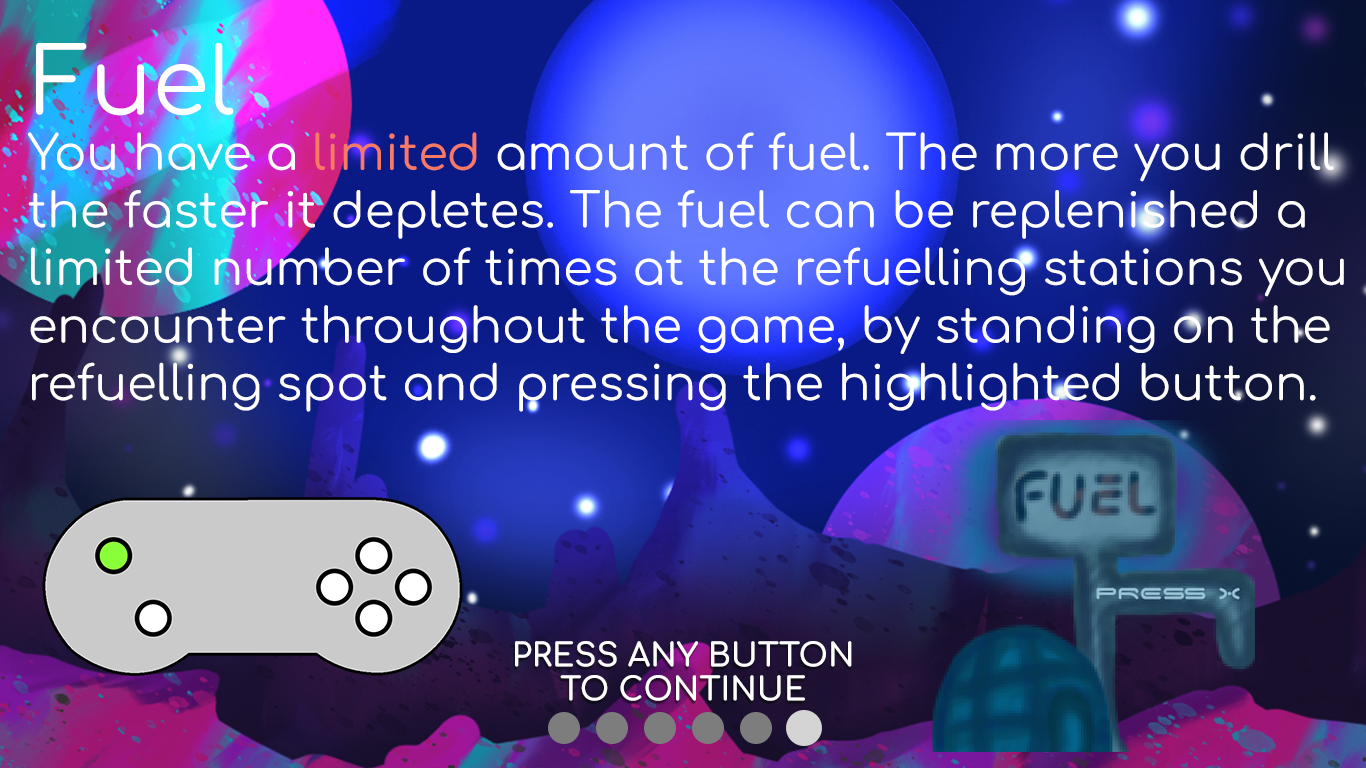 Fuel
You have a limited amount of fuel. The more you drill
the faster it depletes. The fuel can be replenished a
limited number of times at the refuelling stations you
encounter throughout the game, by standing on the
refuelling spot and pressing the highlighted button.
FUEL
PRESS X
PRESS ANY BUTTON
TO CONTINUE